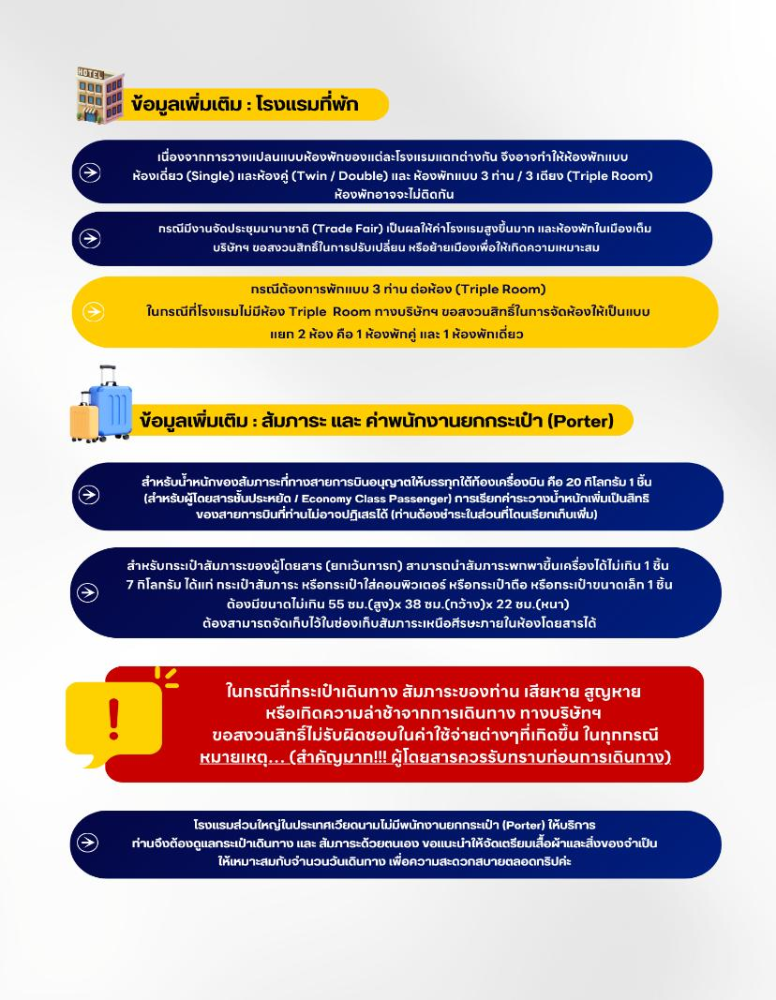 HOTEL
ข้อมูลเพิ่มเติม : โรงแรมที่พัก
เนื่องจากการวางแปลนแบบห้องพักของแต่ละโรงแรมแตกต่างกัน จึงอาจทำให้ห้องพักแบบ
ห้องเดี่ยว (Single) และห้องคู่ (Twin / Double) และ ห้องพักแบบ 3 ท่าน / 3 เตียง (Triple Room)
ห้องพักอาจจะไม่ติดกัน
กรณีมีงานจัดประชุมนานาชาติ (Trade Fair) เป็นผลให้ค่าโรงแรมสูงขึ้นมาก และห้องพักในเมืองเต็ม
บริษัทฯ ขอสงวนสิทธิ์ในการปรับเปลี่ยน หรือย้ายเมืองเพื่อให้เกิดความเหมาะสม
กรณีต้องการพักแบบ 3 ท่าน ต่อห้อง (Triple Room)
ในกรณีที่โรงแรมไม่มีห้อง Triple Room ทางบริษัทฯ ขอสงวนสิทธิ์ในการจัดห้องให้เป็นแบบ
แยก 2 ห้อง คือ 1 ห้องพักคู่ และ 1 ห้องพักเดี่ยว
ข้อมูลเพิ่มเติม : สัมภาระ และ ค่าพนักงานยกกระเป๋า (Porter)
สำหรับน้ำหนักของสัมภาระที่ทางสายการบินอนุญาตให้บรรทุกใต้ท้องเครื่องบิน คือ 20 กิโลกรัม 1 ชิ้น
(สำหรับผู้โดยสารชั้นประหยัด / Economy Class Passenger) การเรียกค่าระวางน้ำหนักเพิ่มเป็นสิทธิ
ของสายการบินที่ท่านไม่อาจปฏิเสธได้ (ท่านต้องชำระในส่วนที่โดนเรียกเก็บเพิ่ม)
สำหรับกระเป๋าสัมภาระของผู้โดยสาร (ยกเว้นทารก) สามารถนำสัมภาระพกพาขึ้นเครื่องได้ไม่เกิน 1 ชิ้น
7 กิโลกรัม ได้แก่ กระเป๋าสัมภาระ หรือกระเป๋าใส่คอมพิวเตอร์ หรือกระเป๋าถือ หรือกระเป๋าขนาดเล็ก 1 ชิ้น
ต้องมีขนาดไม่เกิน 55 ซม.(สูง)x 38 ซม.(กว้าง)x 22 ซม.(หนา)
ต้องสามารถจัดเก็บไว้ในช่องเก็บสัมภาระเหนือศีรษะภายในห้องโดยสารได้
ในกรณีที่กระเป๋าเดินทาง สัมภาระของท่าน เสียหาย สูญหาย
หรือเกิดความล่าช้าจากการเดินทาง ทางบริษัทฯ
ขอสงวนสิทธิ์ไม่รับผิดชอบในค่าใช้จ่ายต่างๆที่เกิดขึ้น ในทุกกรณี
หมายเหตุ... (สำคัญมาก!!! ผู้โดยสารควรรับทราบก่อนการเดินทาง)
โรงแรมส่วนใหญ่ในประเทศเวียดนามไม่มีพนักงานยกกระเป๋า (Porter) ให้บริการ
ท่านจึงต้องดูแลกระเป๋าเดินทาง และ สัมภาระด้วยตนเอง ขอแนะนำให้จัดเตรียมเสื้อผ้าและสิ่งของจำเป็น
ให้เหมาะสมกับจำนวนวันเดินทาง เพื่อความสะดวกสบายตลอดทริปค่ะ